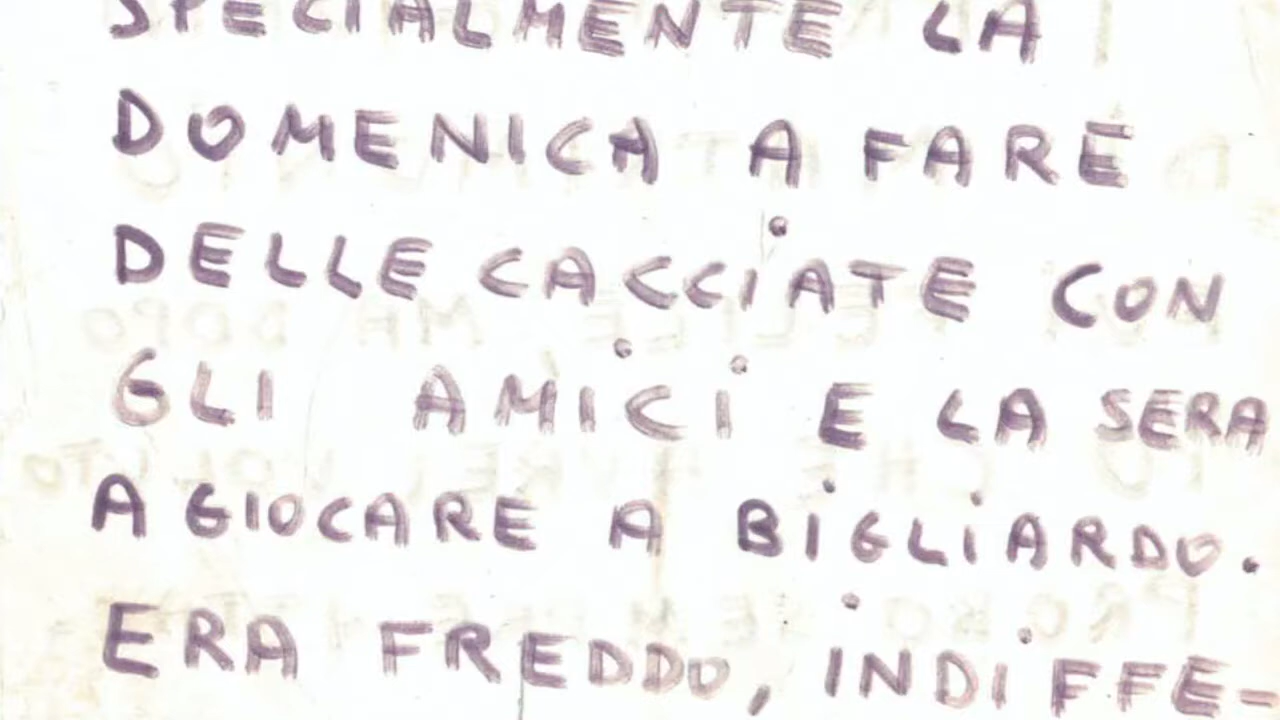 SPECIALMENTE LA
DOMENICA A FARE
DELLE CACCIATE CON
GLI AMICI E LA SERA
A GIOCARE A BIGLIARDO.
ERA FREDDO, INDIFFE-